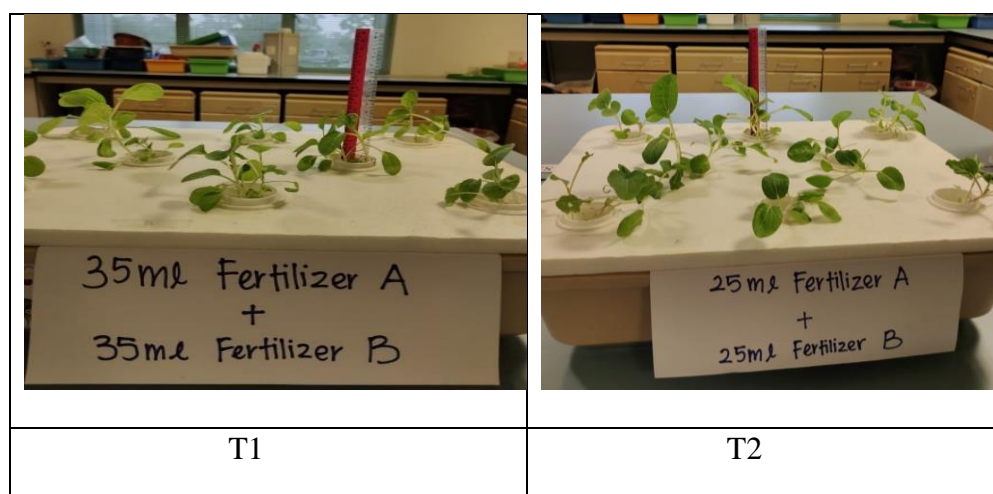 35ml Fertilizer A
+
35ml Fertilizer B
25ml Fertilizer A
+
25ml Fertilizer B
T1
T2